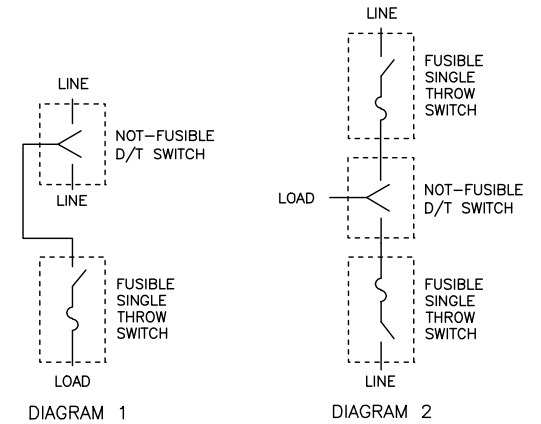 LINE
NOT-FUSIBLE
D/T SWITCH
LINE
FUSIBLE
SINGLE
THROW
SWITCH
LOAD
DIAGRAM 1
LINE
FUSIBLE
SINGLE
THROW
SWITCH
LOAD
NOT-FUSIBLE
D/T SWITCH
FUSIBLE
SINGLE
THROW
SWITCH
LINE
DIAGRAM 2